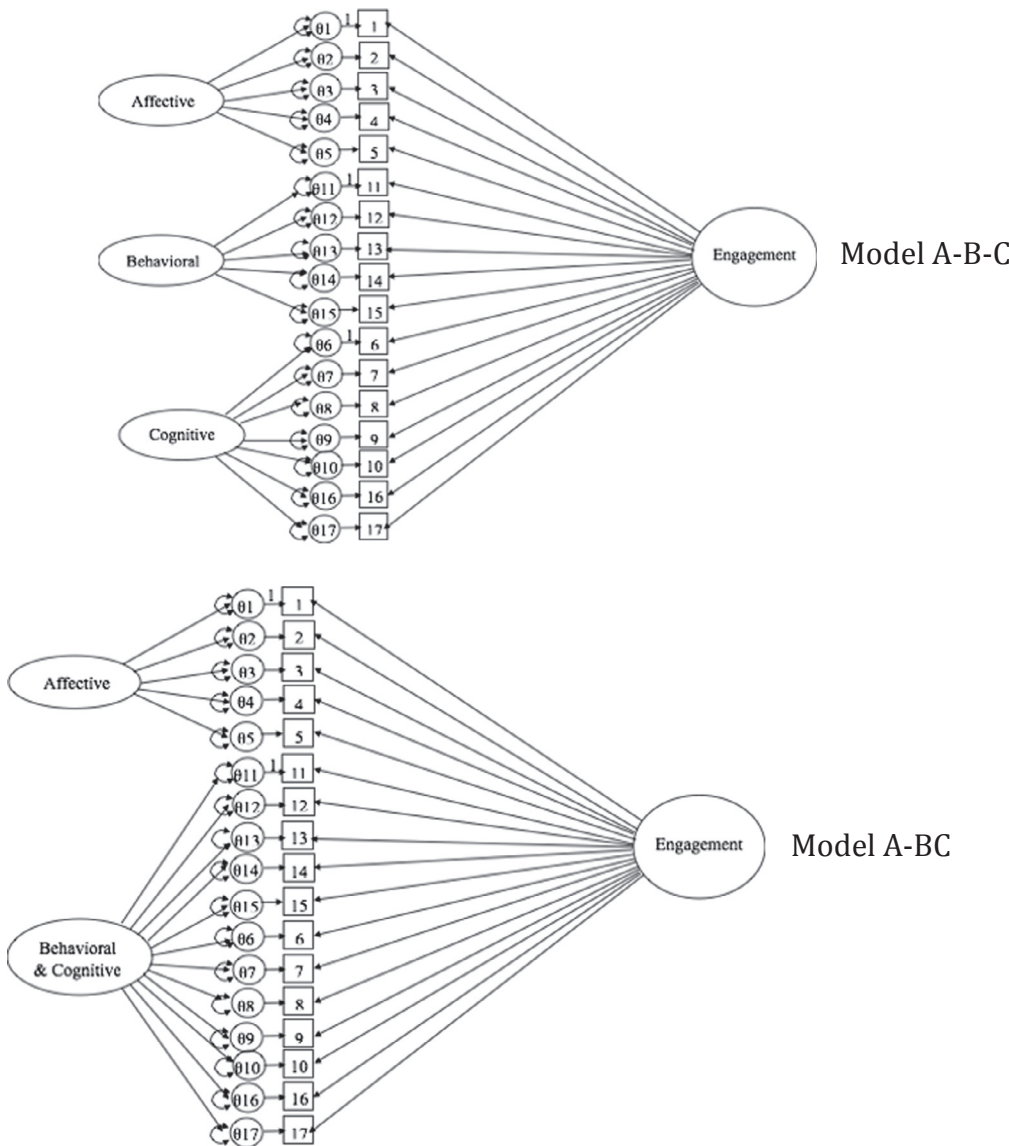 θ1 1 1
θ2 2
Affective θ3 3
θ4 4
θ5 5
θ11 1 11
θ12 12
Behavioral θ13 13 Engagement Model A-B-C
θ14 14
θ15 15
θ6 1 6
θ7 7
θ8 8
Cognitive θ9 9
θ10 10
θ16 16
θ17 17
θ1 1 1
θ2 2
Affective θ3 3
θ4 4
θ5 5
θ11 1 11
θ12 12
θ13 13 Engagement Model A-BC
θ14 14
θ15 15
Behavioral
& Cognitive
θ6 6
θ7 7
θ8 8
θ9 9
θ10 10
θ16 16
θ17 17